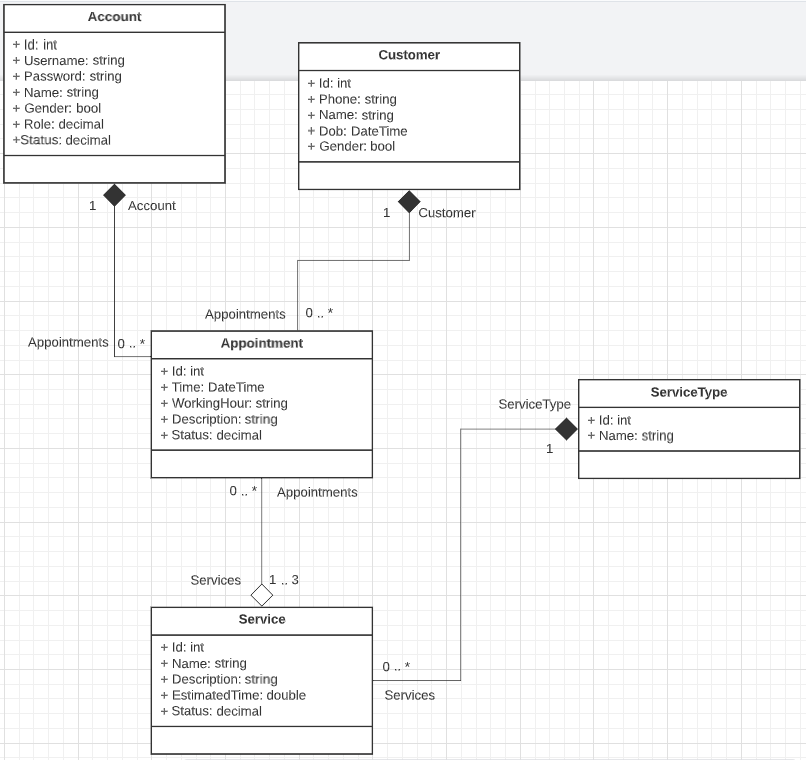 Account
+ Id: int
+ Username: string
+ Password: string
+ Name: string
+ Gender: bool
+ Role: decimal
+Status: decimal
Customer
+ Id: int
+ Phone: string
+ Name: string
+ Dob: DateTime
+ Gender: bool
1 Account
1 Customer
Appointments 0 .. *
Appointments 0 .. *
Appointment
+ Id: int
+ Time: DateTime
+ WorkingHour: string
+ Description: string
+ Status: decimal
ServiceType
1
ServiceType
+ Id: int
+ Name: string
0 .. * Appointments
Services 1 .. 3
Service
+ Id: int
+ Name: string
+ Description: string
+ EstimatedTime: double
+ Status: decimal
0 .. *
Services